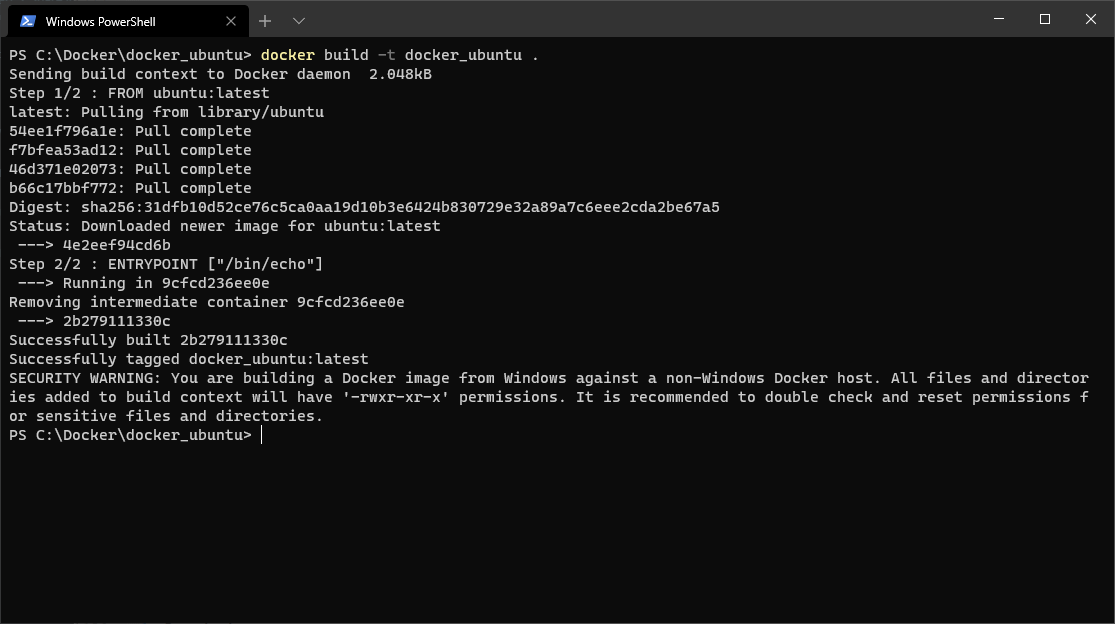 Windows PowerShell
PS C:\Docker\docker_ubuntu> docker build -t docker_ubuntu .
Sending build context to Docker daemon  2.048kB
Step 1/2 : FROM ubuntu:latest
latest: Pulling from library/ubuntu
54ee1f796a1e: Pull complete
f7bfea53ad12: Pull complete
46d371e02073: Pull complete
b66c17bbf772: Pull complete
Digest: sha256:31dfb10d52ce76c5ca0aa19d10b3e6424b830729e32a89a7c6eee2cda2be67a5
Status: Downloaded newer image for ubuntu:latest
 ---> 4e2eef94cd6b
Step 2/2 : ENTRYPOINT ["/bin/echo"]
 ---> Running in 9cfcd236ee0e
Removing intermediate container 9cfcd236ee0e
 ---> 2b279111330c
Successfully built 2b279111330c
Successfully tagged docker_ubuntu:latest
SECURITY WARNING: You are building a Docker image from Windows against a non-Windows Docker host. All files and director
ies added to build context will have '-rwxr-xr-x' permissions. It is recommended to double check and reset permissions f
or sensitive files and directories.
PS C:\Docker\docker_ubuntu>